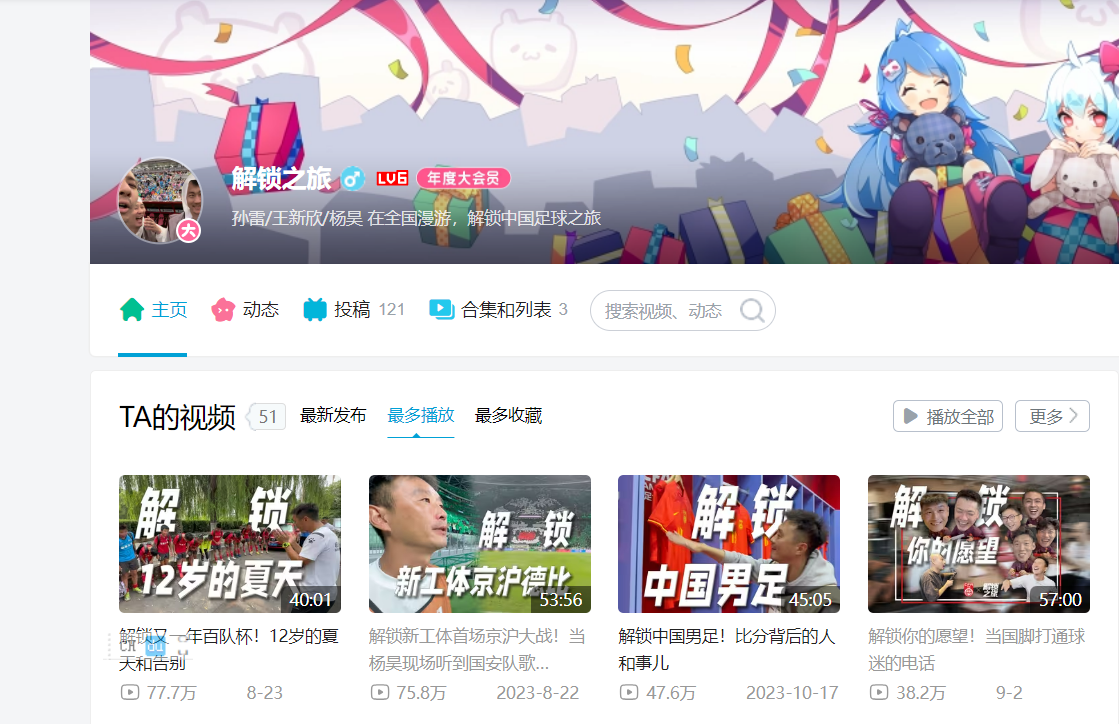 解锁之旅
LV6
年度大会员
大
孙雷/王新欣/杨昊 在全国漫游，解锁中国足球之旅
主页
动态
投稿 121
合集和列表 3
搜索视频、动态
TA的视频 51
最新发布
最多播放
最多收藏
播放全部
更多
解锁
12岁的夏天
40:01
解锁
新工体京沪德比
53:56
解锁
中国男足
45:05
解锁
你的愿望
57:00
解锁又一年百队杯！12岁的夏
天和告别
77.7万 8-23
解锁新工体首场京沪大战！当
杨昊现场听到国安队歌...
75.8万 2023-8-22
解锁中国男足！比分背后的人
和事儿
47.6万 2023-10-17
解锁你的愿望！当国脚打通球
迷的电话
38.2万 9-2